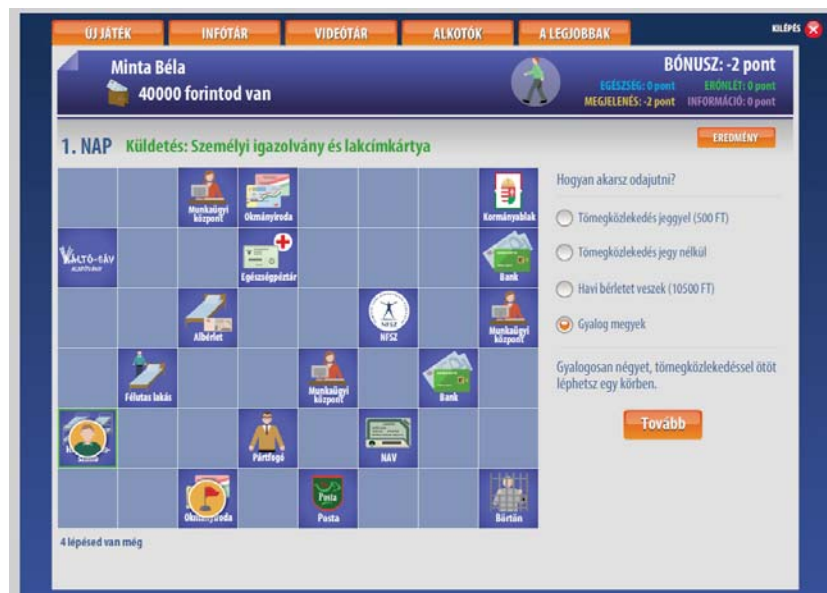 ÚJ JÁTÉK
INFÓTÁR
VIDEÓTÁR
ALKOTÓK
A LEGJOBBAK
KILÉPÉS
Minta Béla
40000 forintod van
BÓNUSZ: -2 pont
EGÉSZSÉG: 0 pont ERŐNLÉT: 0 pont
MEGJELENÉS: -2 pont INFORMÁCIÓ: 0 pont
1. NAP Küldetés: Személyi igazolvány és lakcímkártya
EREDMÉNY
Munkaügyi központ
Okmányiroda
Kormányablak
VÁLTÓ-SÁV
ALAPÍTVÁNY
Egészségpéztár
Bank
Albérlet
NFSZ
Munkaügyi központ
Félutas lakás
Munkaügyi központ
Bank
Pártfogó
NAV
Posta
Posta
Börtön
4 lépésed van még
Hogyan akarsz odajutni?
Tömegközlekedés jeggyel (500 FT)
Tömegközlekedés jegy nélkül
Havi bérletet veszek (10500 FT)
Gyalog megyek
Gyalogosan négyet, tömegközlekedéssel ötöt
léphetsz egy körben.
Tovább